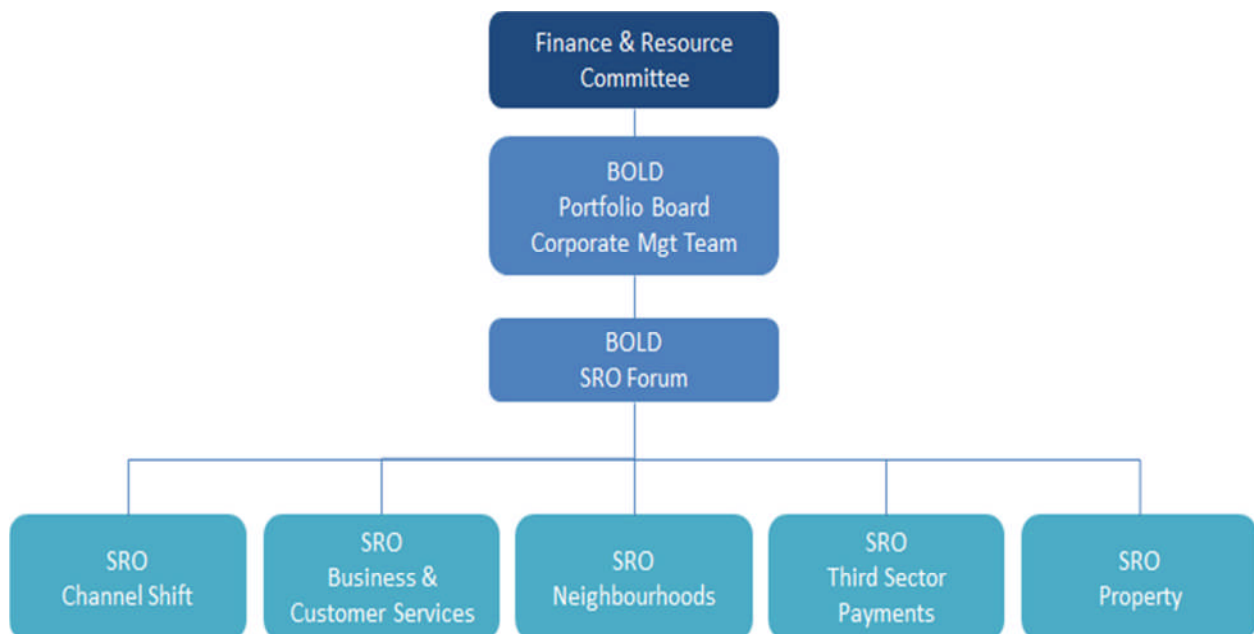 Finance & Resource
Committee
BOLD
Portfolio Board
Corporate Mgt Team
BOLD
SRO Forum
SRO
Channel Shift
SRO
Business &
Customer Services
SRO
Neighbourhoods
SRO
Third Sector
Payments
SRO
Property